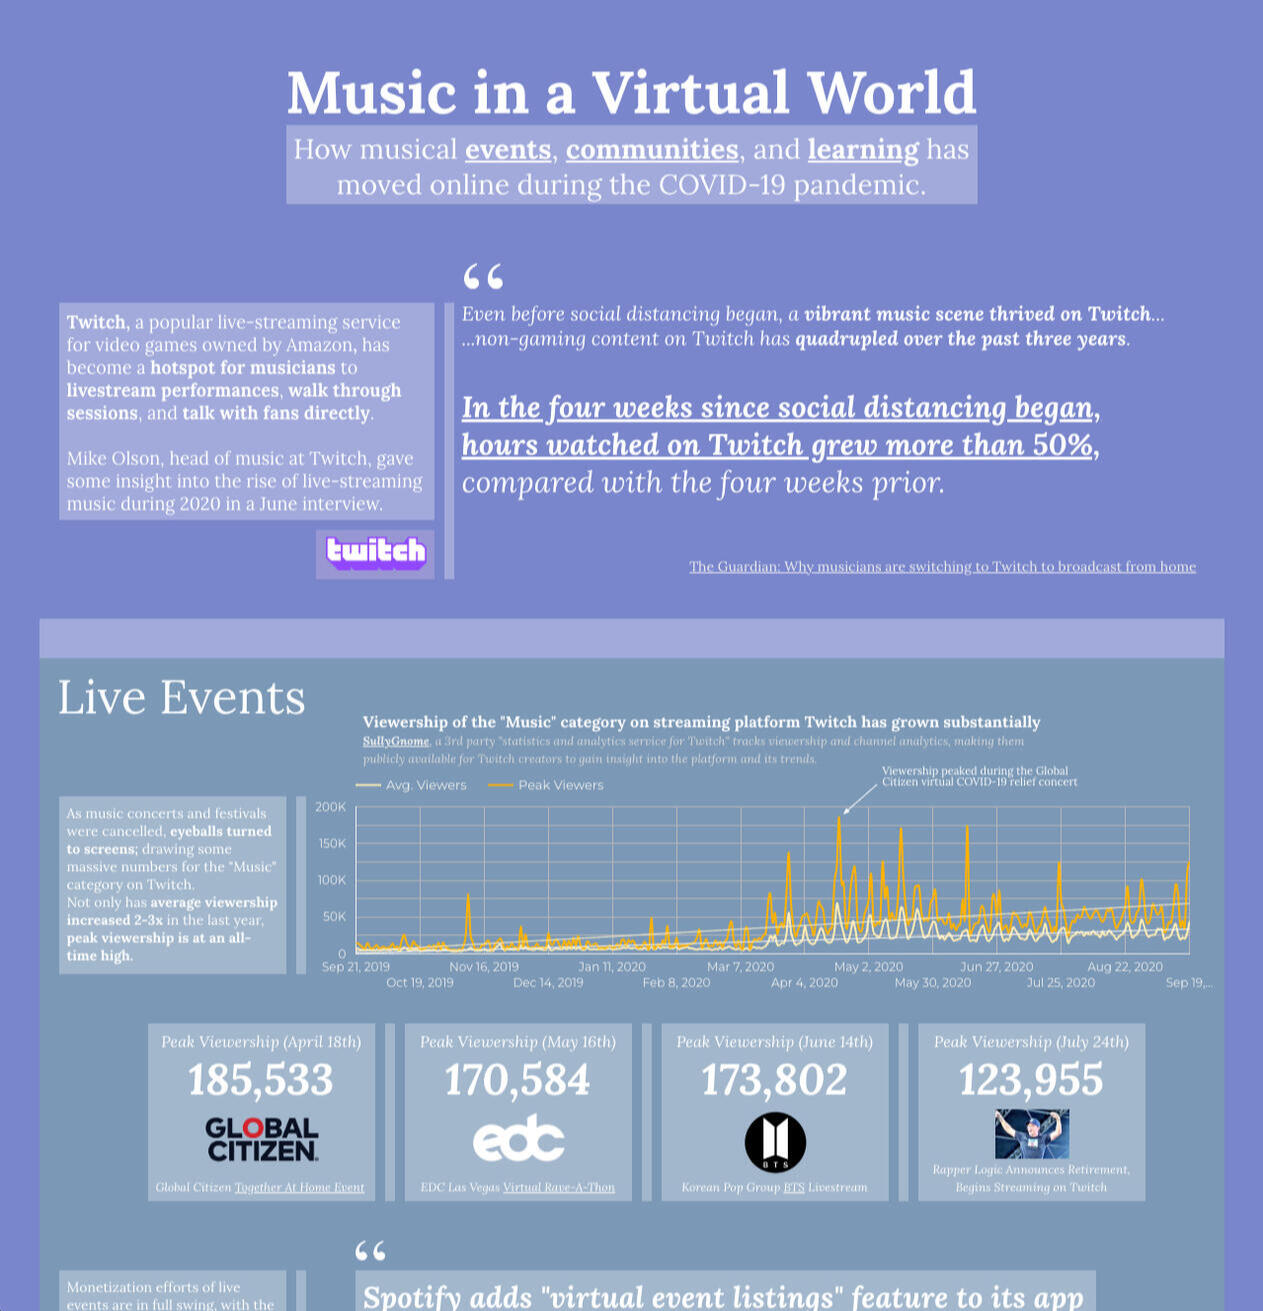 Music in a Virtual World
How musical events, communities, and learning has
moved online during the COVID-19 pandemic.
Twitch, a popular live-streaming service
for video games owned by Amazon, has
become a hotspot for musicians to
livestream performances, walk through
sessions, and talk with fans directly.
Mike Olson, head of music at Twitch, gave
some insight into the rise of live-streaming
music during 2020 in a June interview.
twitch
“
Even before social distancing began, a vibrant music scene thrived on Twitch...
...non-gaming content on Twitch has quadrupled over the past three years.
In the four weeks since social distancing began,
hours watched on Twitch grew more than 50%,
compared with the four weeks prior.
The Guardian: Why musicians are switching to Twitch to broadcast from home
Live Events
As music concerts and festivals
were cancelled, eyeballs turned
to screens; drawing some
massive numbers for the "Music"
category on Twitch.
Not only has average viewership
increased 2-3x in the last year,
peak viewership is at an all-
time high.
Viewership of the "Music" category on streaming platform Twitch has grown substantially
SullyGnome, a 3rd party "statistics and analytics service for Twitch" tracks viewership and channel analytics, making them
publicly available for Twitch creators to gain insight into the platform and its trends.
Viewership peaked during the Global
Citizen virtual COVID-19 relief concert
Avg. Viewers
Peak Viewers
200K
150K
100K
50K
0
Sep 21, 2019
Oct 19, 2019
Nov 16, 2019
Dec 14, 2019
Jan 11, 2020
Feb 8, 2020
Mar 7, 2020
Apr 4, 2020
May 2, 2020
May 30, 2020
Jun 27, 2020
Jul 25, 2020
Aug 22, 2020
Sep 19,...
Peak Viewership (April 18th)
185,533
GLOBAL
CITIZEN.
Global Citizen Together At Home Event
Peak Viewership (May 16th)
170,584
edc
EDC Las Vegas Virtual Rave-A-Thon
Peak Viewership (June 14th)
173,802
BTS
Korean Pop Group BTS Livestream
Peak Viewership (July 24th)
123,955
Rapper Logic Announces Retirement,
Begins Streaming on Twitch
Monetization efforts of live
events are in full swing, with the
“
Spotify adds "virtual event listings" feature to its app